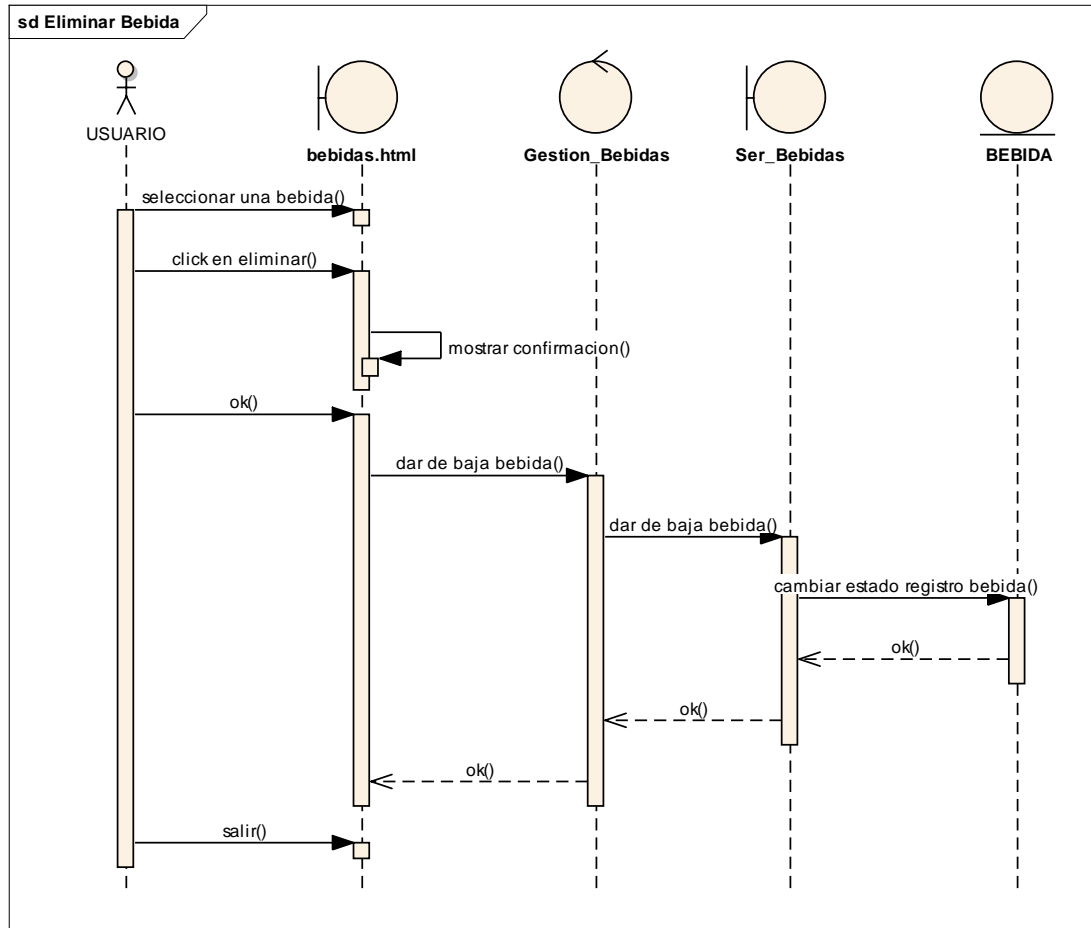 sd Eliminar Bebida
USUARIO
bebidas.html
Gestion_Bebidas
Ser_Bebidas
BEBIDA
seleccionar una bebida()
click en eliminar()
mostrar confirmacion()
ok()
dar de baja bebida()
dar de baja bebida()
cambiar estado registro bebida()
ok()
ok()
ok()
salir()